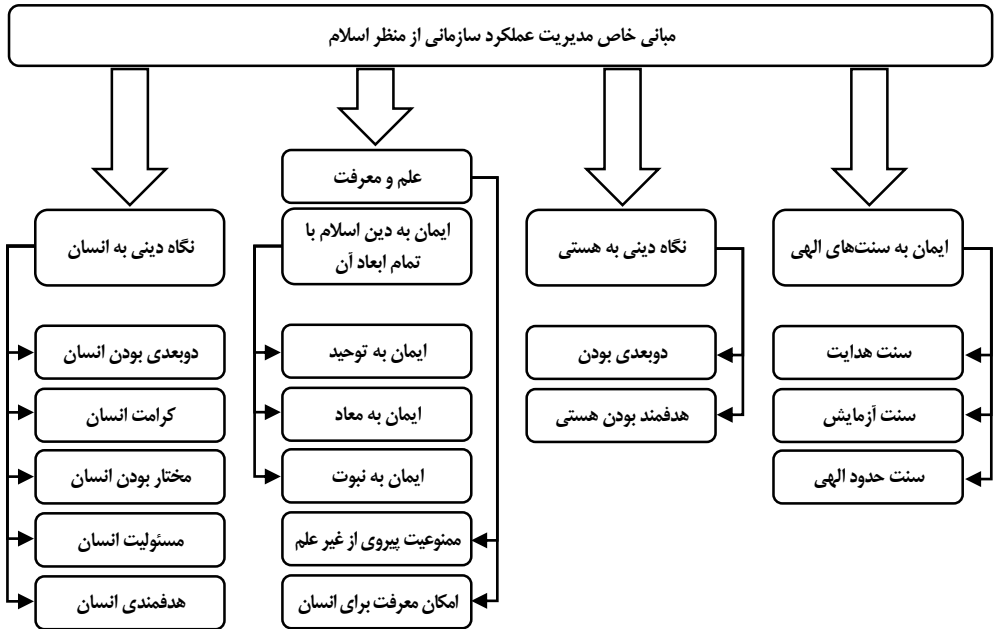 مبانی خاص مدیریت عملکرد سازمانی از منظر اسلام
ایمان به سنت‌های الهی
سنت هدایت
سنت آزمایش
سنت حدود الهی
نگاه دینی به هستی
دوبعدی بودن
هدفمند بودن هستی
علم و معرفت
ایمان به دین اسلام با
تمام ابعاد آن
ایمان به توحید
ایمان به معاد
ایمان به نبوت
ممنوعیت پیروی از غیر علم
امکان معرفت برای انسان
نگاه دینی به انسان
دوبعدی بودن انسان
کرامت انسان
مختار بودن انسان
مسئولیت انسان
هدفمندی انسان